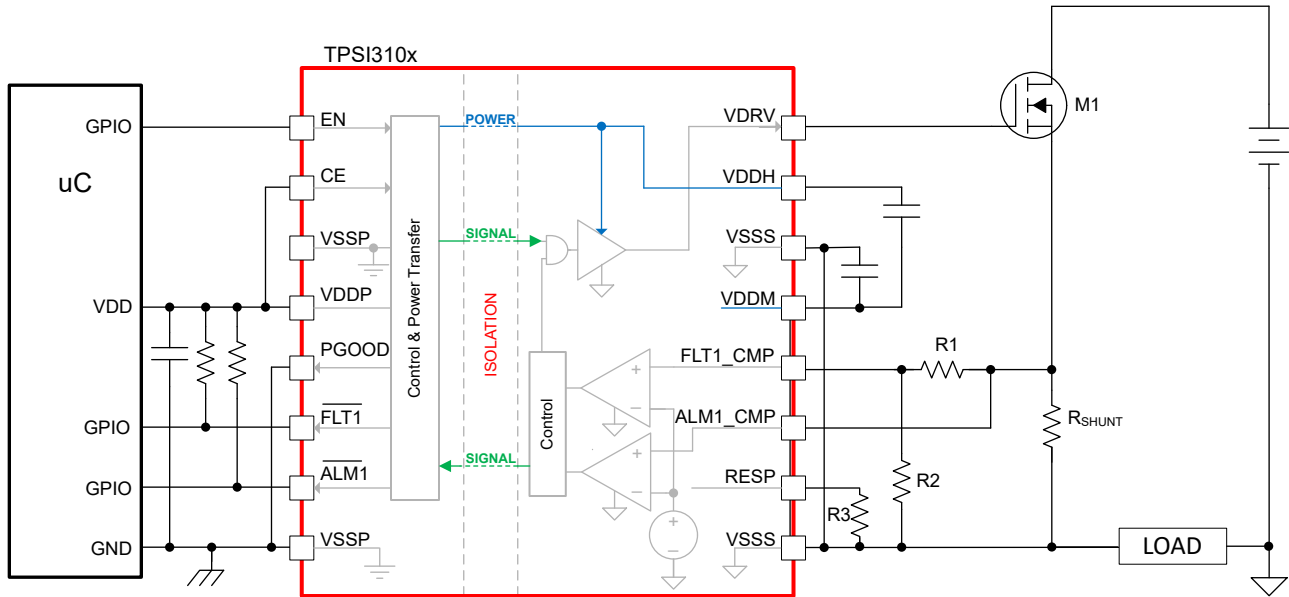 TPSI310x
uC
GPIO
VDD
GPIO
GPIO
GND
EN
CE
VSSP
VDDP
PGOOD
FLT1
ALM1
VSSP
Control & Power Transfer
POWER
SIGNAL
ISOLATION
SIGNAL
Control
+
−
+
−
+
−
VDRV
VDDH
VSSS
VDDM
FLT1_CMP
ALM1_CMP
RESP
VSSS
M1
R1
R2
R3
RSHUNT
LOAD